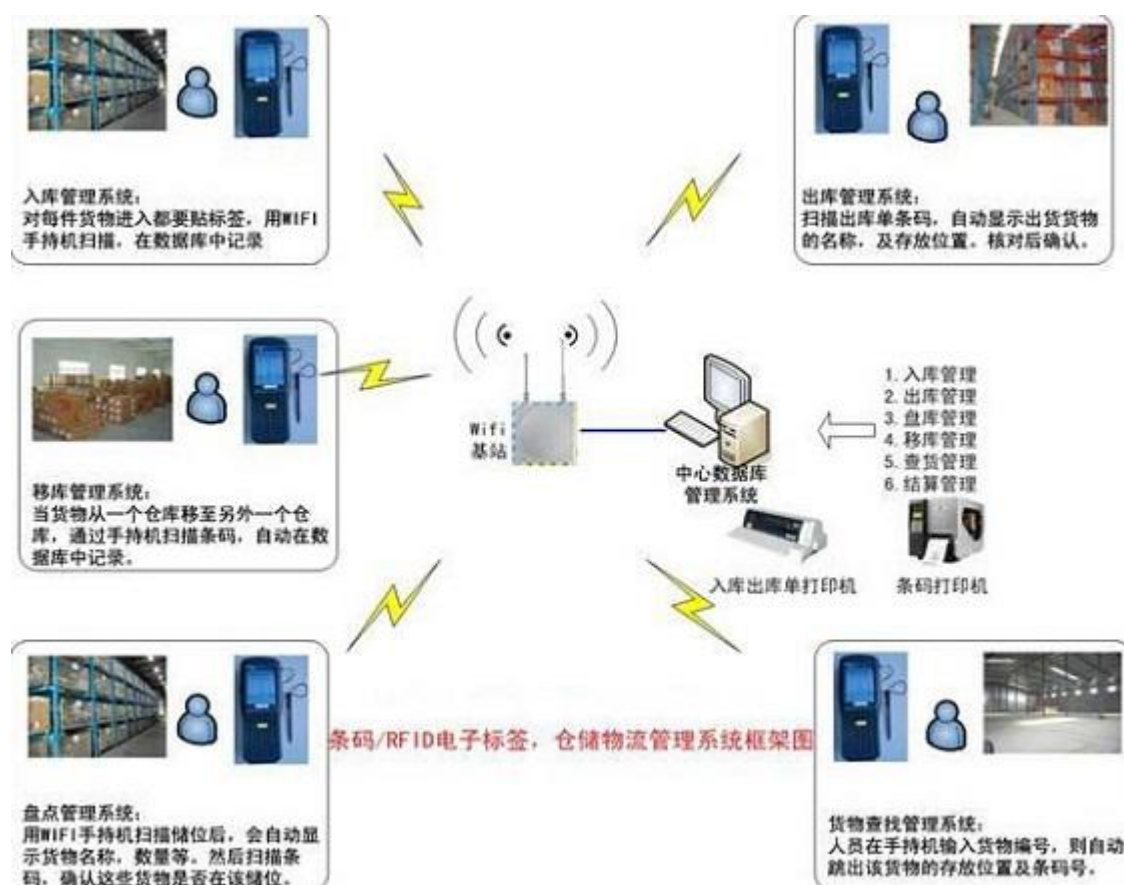 入库管理系统：
对每件货物进入都要贴标签，用WIFI
手持机扫描，在数据库中记录
出库管理系统：
扫描出库单条码，自动显示出货货物
的名称，及存放位置。核对后确认。
移库管理系统：
当货物从一个仓库移至另外一个仓
库，通过手持机扫描条码，自动在数
据库中记录。
Wifi
基站
中心数据库
管理系统
1. 入库管理
2. 出库管理
3. 盘库管理
4. 移库管理
5. 查货管理
6. 结算管理
入库出库单打印机
条码打印机
条码/RFID电子标签，仓储物流管理系统框架图
盘点管理系统：
用WIFI手持机扫描储位后，会自动显
示货物名称，数量等。然后扫描条
码，确认这些货物是否在该储位。
货物查找管理系统：
人员在手持机输入货物编号，则自动
跳出该货物的存放位置及条码号。